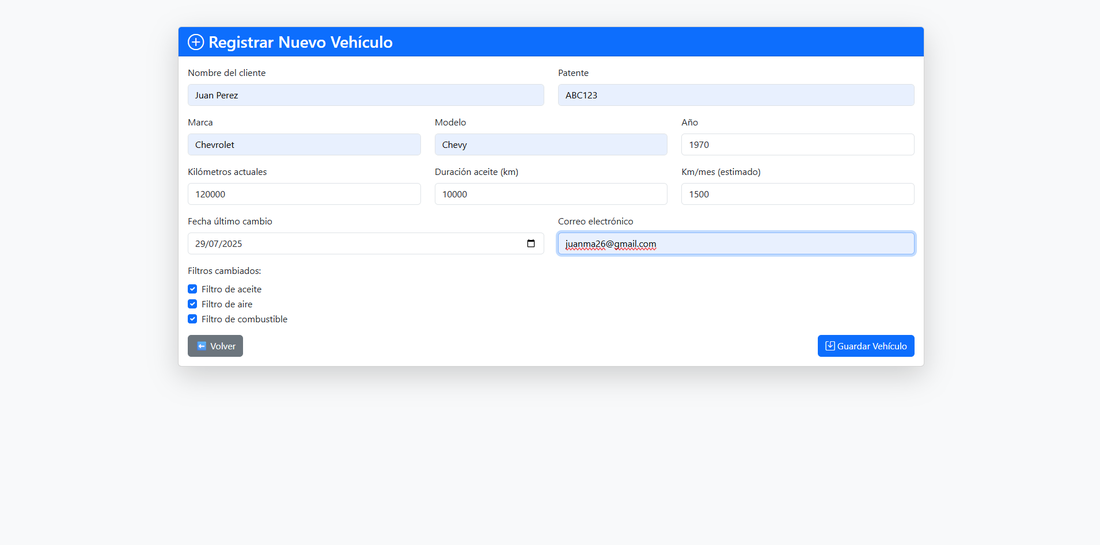 Registrar Nuevo Vehículo
Nombre del cliente Patente
Juan Perez ABC123
Marca Modelo Año
Chevrolet Chevy 1970
Kilómetros actuales Duración aceite (km) Km/mes (estimado)
120000 10000 1500
Fecha último cambio Correo electrónico
29/07/2025 juanma26@gmail.com
Filtros cambiados:
Filtro de aceite
Filtro de aire
Filtro de combustible
Volver Guardar Vehículo